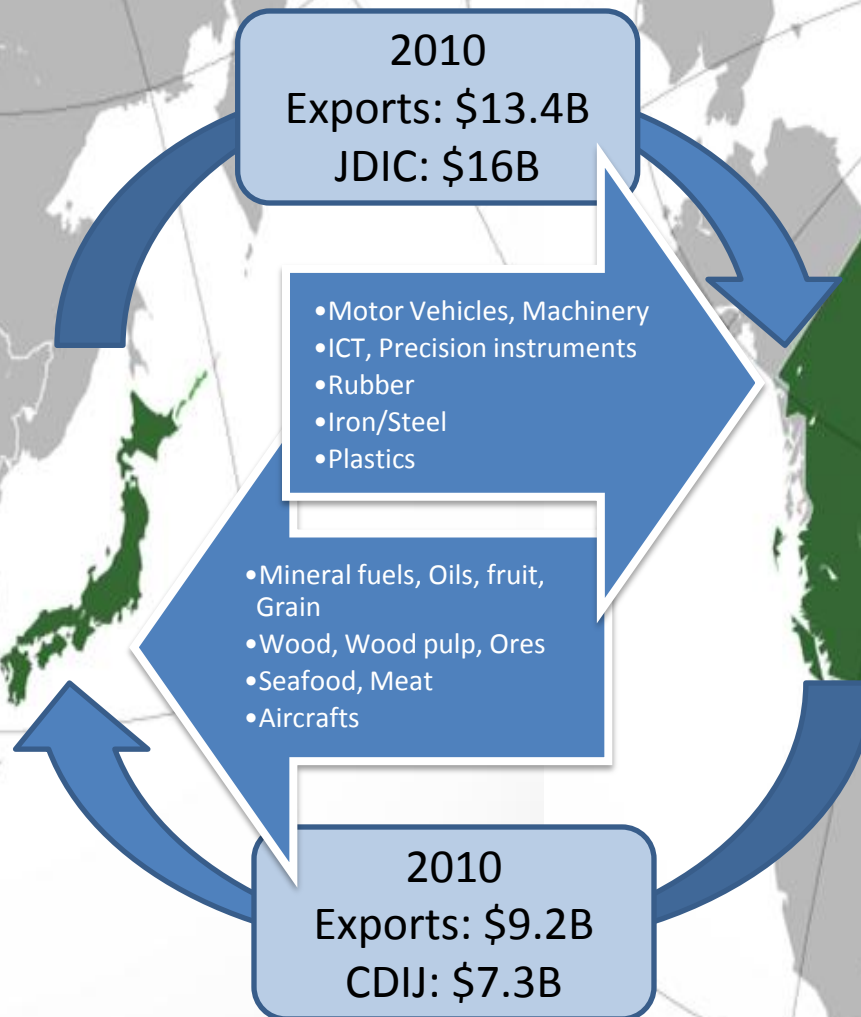 2010
Exports: $13.4B
JDIC: $16B
•Motor Vehicles, Machinery
•ICT, Precision instruments
•Rubber
•Iron/Steel
•Plastics
•Mineral fuels, Oils, fruit,
Grain
•Wood, Wood pulp, Ores
•Seafood, Meat
•Aircrafts
2010
Exports: $9.2B
CDIJ: $7.3B